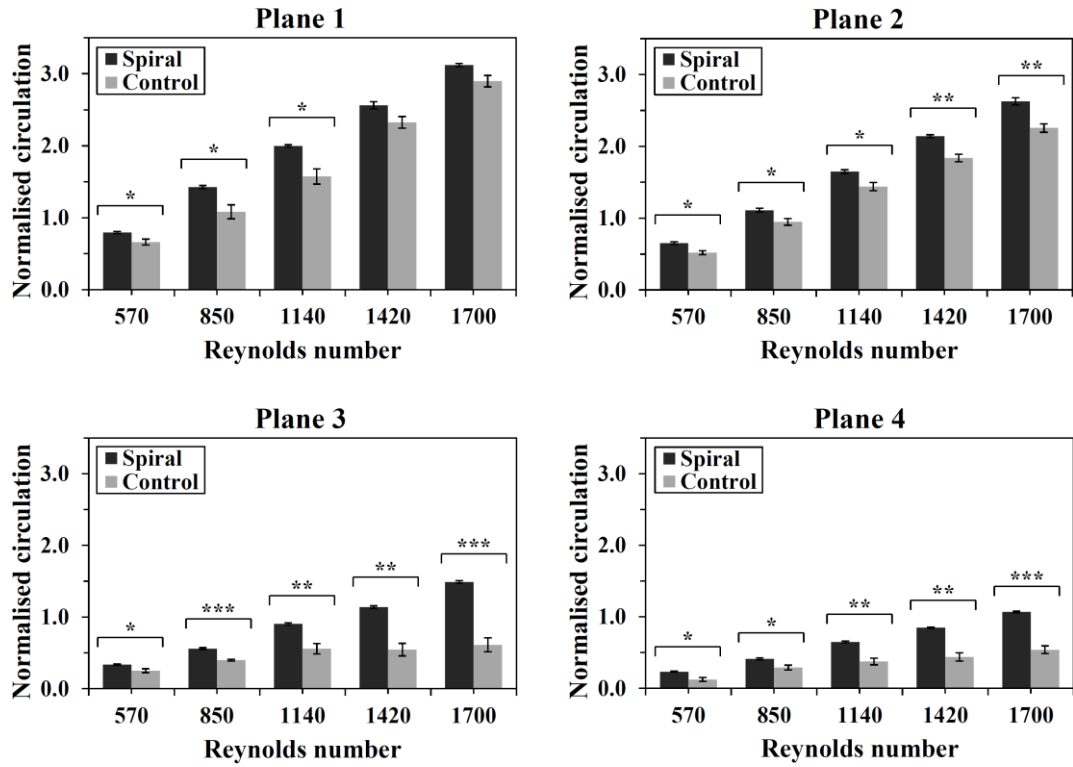 Plane 1
Normalised circulation
3.0
2.0
1.0
0.0
Spiral
Control
*
*
*
570 850 1140 1420 1700
Reynolds number
Plane 2
Normalised circulation
3.0
2.0
1.0
0.0
Spiral
Control
*
*
*
**
**
570 850 1140 1420 1700
Reynolds number
Plane 3
Normalised circulation
3.0
2.0
1.0
0.0
Spiral
Control
*
***
**
**
***
570 850 1140 1420 1700
Reynolds number
Plane 4
Normalised circulation
3.0
2.0
1.0
0.0
Spiral
Control
*
*
**
**
***
570 850 1140 1420 1700
Reynolds number